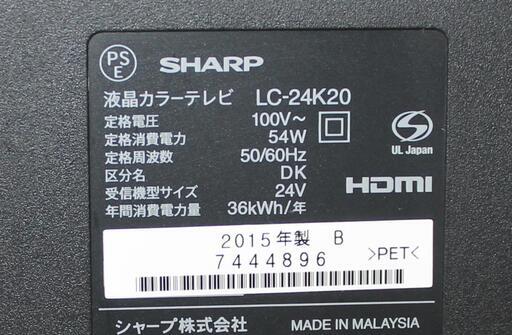 PS
E
SHARP
液晶カラーテレビ LC-24K20
定格電圧 100V～
定格消費電力 54W
定格周波数 50/60Hz
区分名 DK
受信機型サイズ 24V
年間消費電力量 36kWh/年
UL Japan
HDMI
2015年製 B
7444896
>PET<
シャープ株式会社 MADE IN MALAYSIA